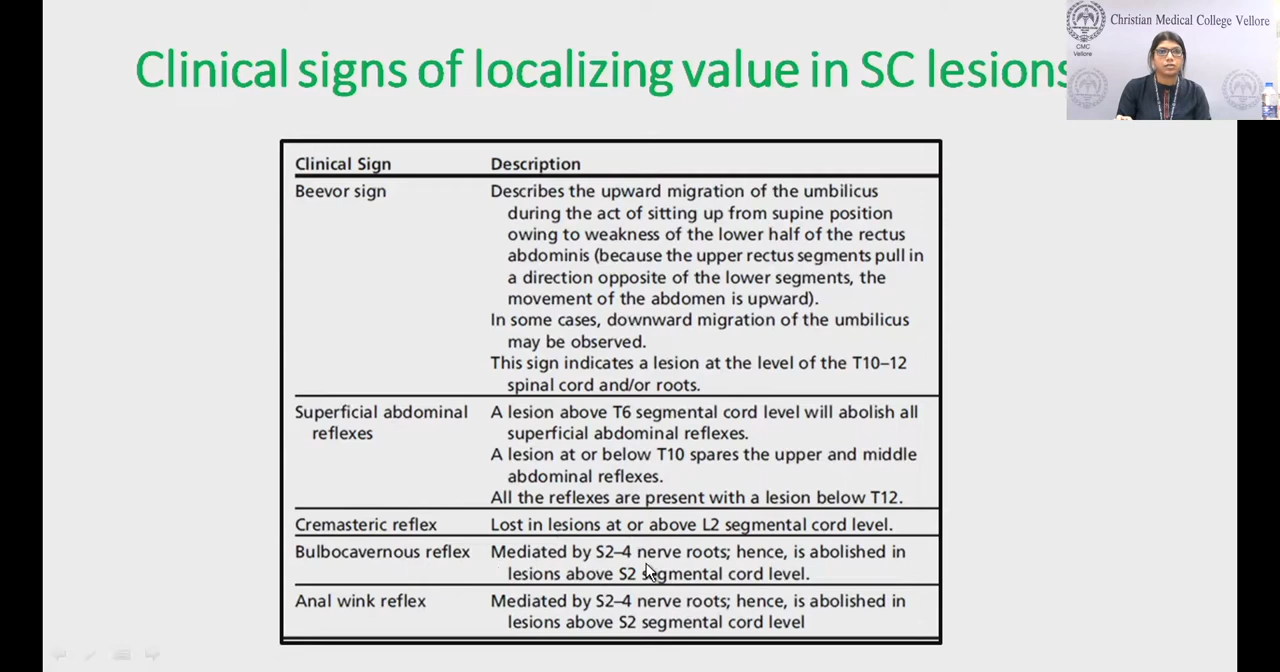 Christian Medical College Vellore
CMC
Vellore
Clinical signs of localizing value in SC lesions
Clinical Sign Description
Beevor sign Describes the upward migration of the umbilicus
during the act of sitting up from supine position
owing to weakness of the lower half of the rectus
abdominis (because the upper rectus segments pull in
a direction opposite of the lower segments, the
movement of the abdomen is upward).
In some cases, downward migration of the umbilicus
may be observed.
This sign indicates a lesion at the level of the T10–12
spinal cord and/or roots.
Superficial abdominal A lesion above T6 segmental cord level will abolish all
reflexes superficial abdominal reflexes.
A lesion at or below T10 spares the upper and middle
abdominal reflexes.
All the reflexes are present with a lesion below T12.
Cremasteric reflex Lost in lesions at or above L2 segmental cord level.
Bulbocavernous reflex Mediated by S2–4 nerve roots; hence, is abolished in
lesions above S2 segmental cord level.
Anal wink reflex Mediated by S2–4 nerve roots; hence, is abolished in
lesions above S2 segmental cord level